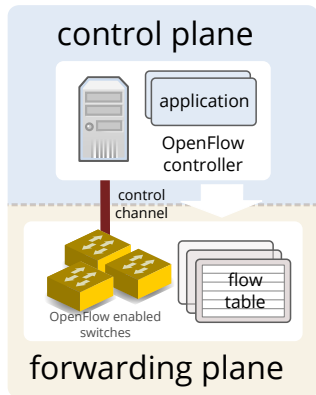 control plane
application
OpenFlow
controller
control
channel
flow
table
OpenFlow enabled
switches
forwarding plane